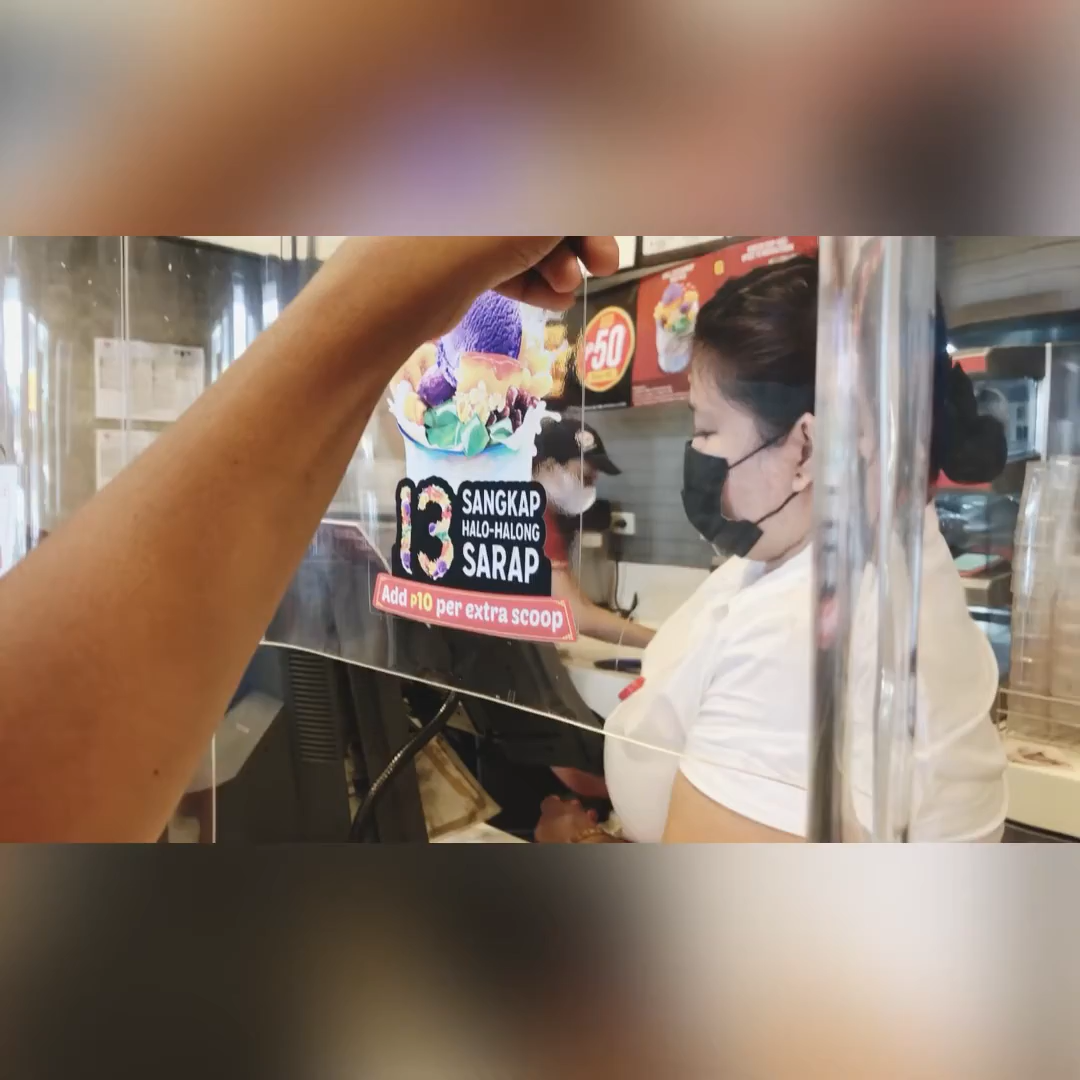 ₱50
13
SANGKAP
HALO-HALONG
SARAP
Add ₱10 per extra scoop